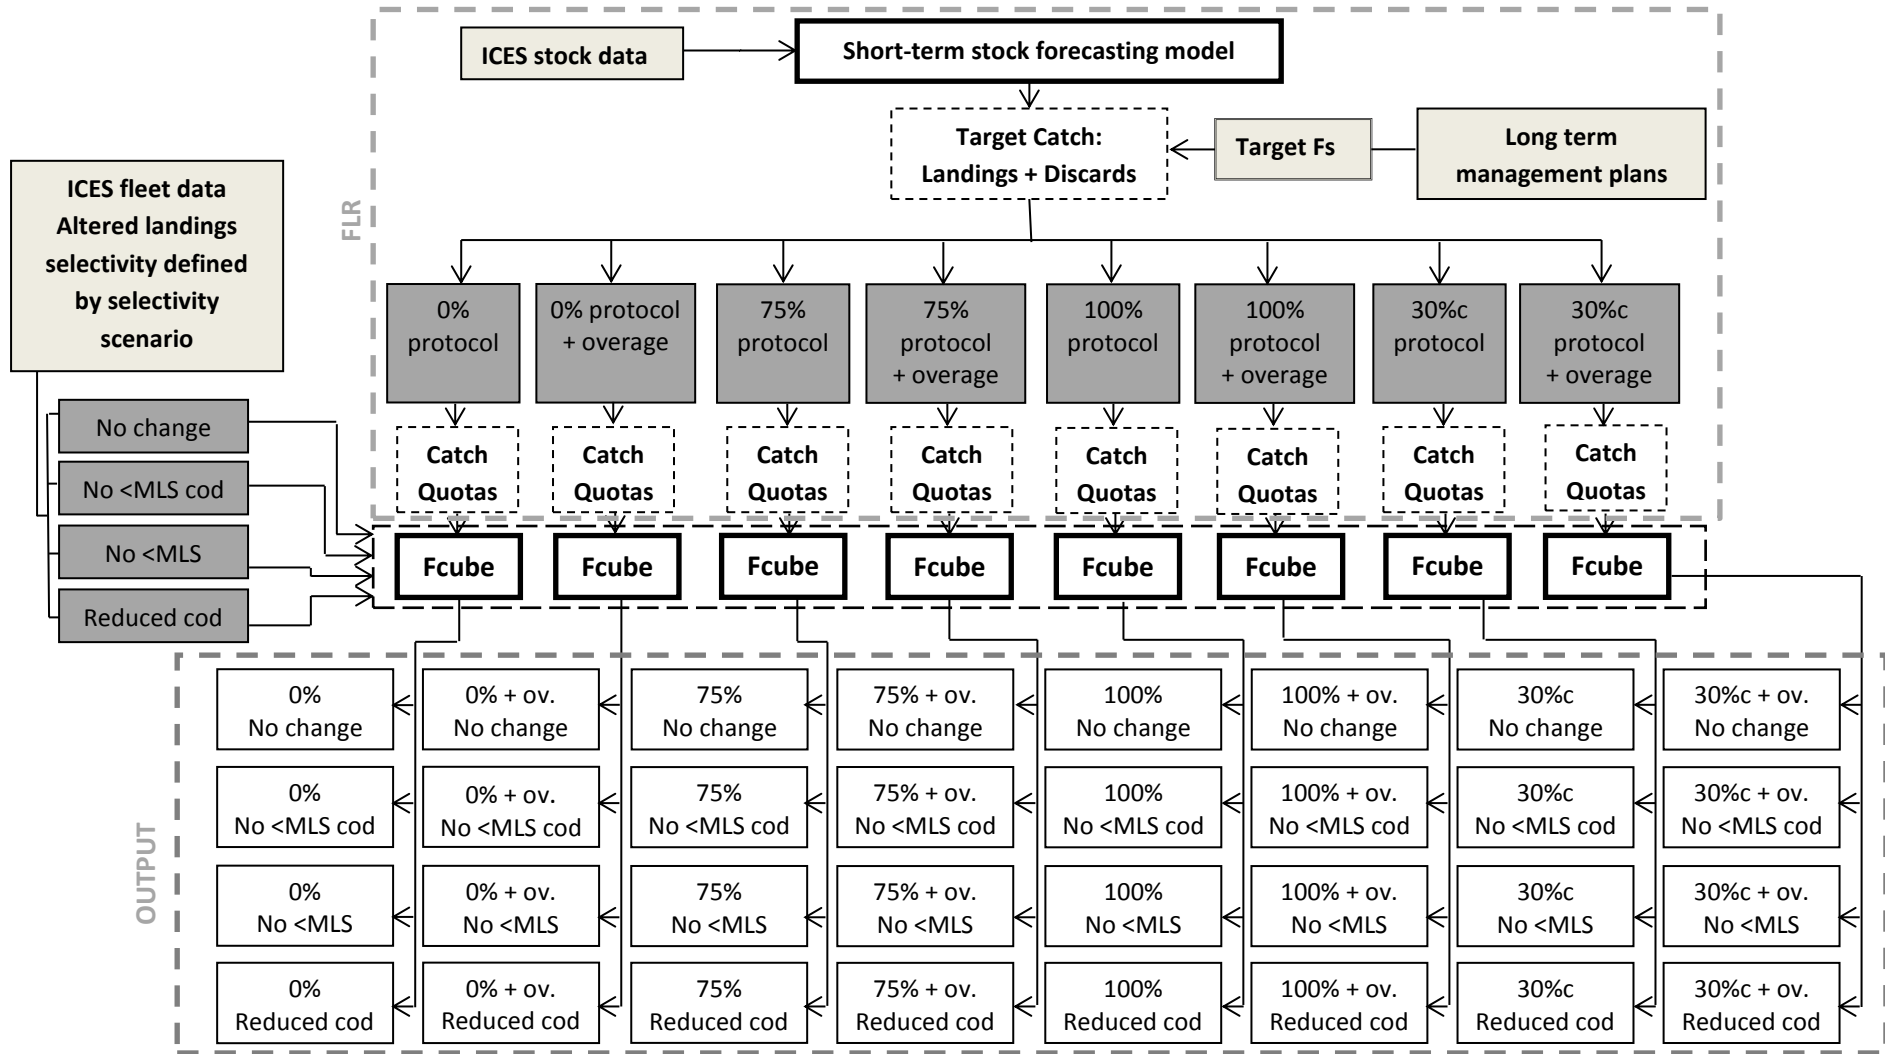 ICES stock data
Short-term stock forecasting model
Target Catch:
Landings + Discards
Target Fs
Long term
management plans
ICES fleet data
Altered landings
selectivity defined
by selectivity
scenario
FLR
0%
protocol
0% protocol
+ overage
75%
protocol
75%
protocol
+ overage
100%
protocol
100%
protocol
+ overage
30%c
protocol
30%c
protocol
+ overage
No change
No <MLS cod
No <MLS
Reduced cod
Catch
Quotas
Catch
Quotas
Catch
Quotas
Catch
Quotas
Catch
Quotas
Catch
Quotas
Catch
Quotas
Catch
Quotas
Fcube
Fcube
Fcube
Fcube
Fcube
Fcube
Fcube
Fcube
OUTPUT
0%
No change
0% + ov.
No change
75%
No change
75% + ov.
No change
100%
No change
100% + ov.
No change
30%c
No change
30%c + ov.
No change
0%
No <MLS cod
0% + ov.
No <MLS cod
75%
No <MLS cod
75% + ov.
No <MLS cod
100%
No <MLS cod
100% + ov.
No <MLS cod
30%c
No <MLS cod
30%c + ov.
No <MLS cod
0%
No <MLS
0% + ov.
No <MLS
75%
No <MLS
75% + ov.
No <MLS
100%
No <MLS
100% + ov.
No <MLS
30%c
No <MLS
30%c + ov.
No <MLS
0%
Reduced cod
0% + ov.
Reduced cod
75%
Reduced cod
75% + ov.
Reduced cod
100%
Reduced cod
100% + ov.
Reduced cod
30%c
Reduced cod
30%c + ov.
Reduced cod